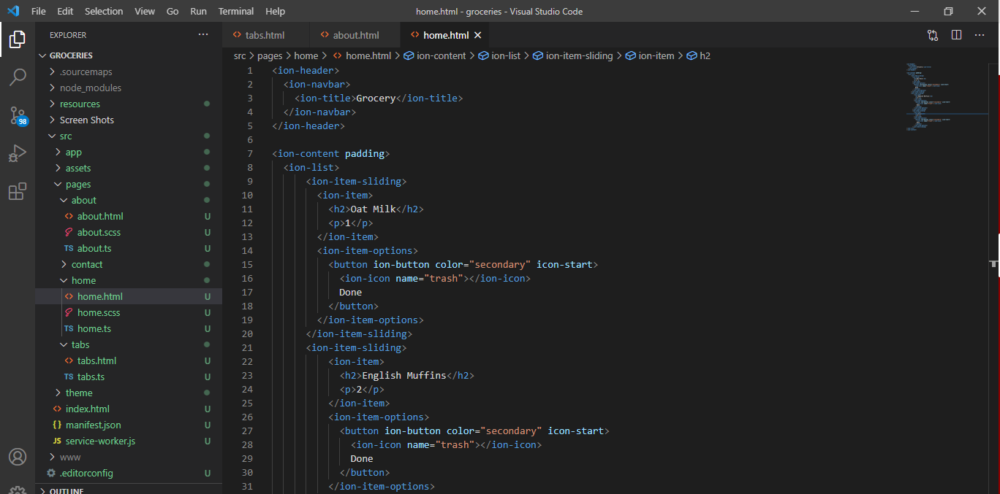 File Edit Selection View Go Run Terminal Help
home.html - groceries - Visual Studio Code
EXPLORER
GROCERIES
.sourcemaps
node_modules
resources
Screen Shots
src
app
assets
pages
about
about.html U
about.scss U
TS about.ts U
contact
home
home.html U
home.scss U
TS home.ts U
tabs
tabs.html U
TS tabs.ts U
theme
index.html U
{} manifest.json U
JS service-worker.js U
www
.editorconfig U
OUTLINE
98
tabs.html about.html home.html
src > pages > home > home.html > ion-content > ion-list > ion-item-sliding > ion-item > h2
1 <ion-header>
2 <ion-navbar>
3 <ion-title>Grocery</ion-title>
4 </ion-navbar>
5 </ion-header>
6
7 <ion-content padding>
8 <ion-list>
9 <ion-item-sliding>
10 <ion-item>
11 <h2>Oat Milk</h2>
12 <p>1</p>
13 </ion-item>
14 <ion-item-options>
15 <button ion-button color="secondary" icon-start>
16 <ion-icon name="trash"></ion-icon>
17 Done
18 </button>
19 </ion-item-options>
20 </ion-item-sliding>
21 <ion-item-sliding>
22 <ion-item>
23 <h2>English Muffins</h2>
24 <p>2</p>
25 </ion-item>
26 <ion-item-options>
27 <button ion-button color="secondary" icon-start>
28 <ion-icon name="trash"></ion-icon>
29 Done
30 </button>
31 </ion-item-options>